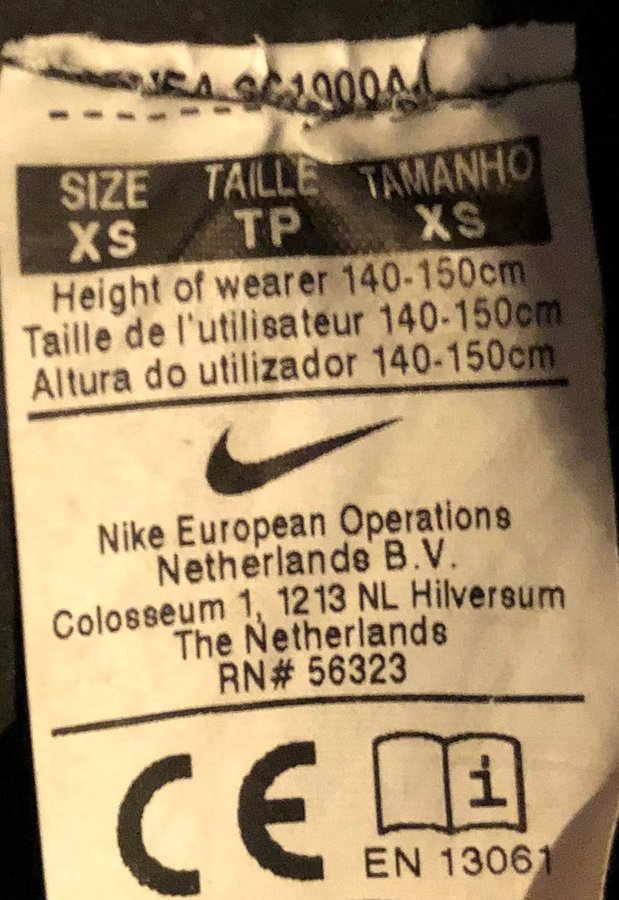 SIZE TAILLE TAMANHO
XS TP XS
Height of wearer 140-150cm
Taille de l'utilisateur 140-150cm
Altura do utilizador 140-150cm
Nike European Operations
Netherlands B.V.
Colosseum 1, 1213 NL Hilversum
The Netherlands
RN# 56323
CE i
EN 13061